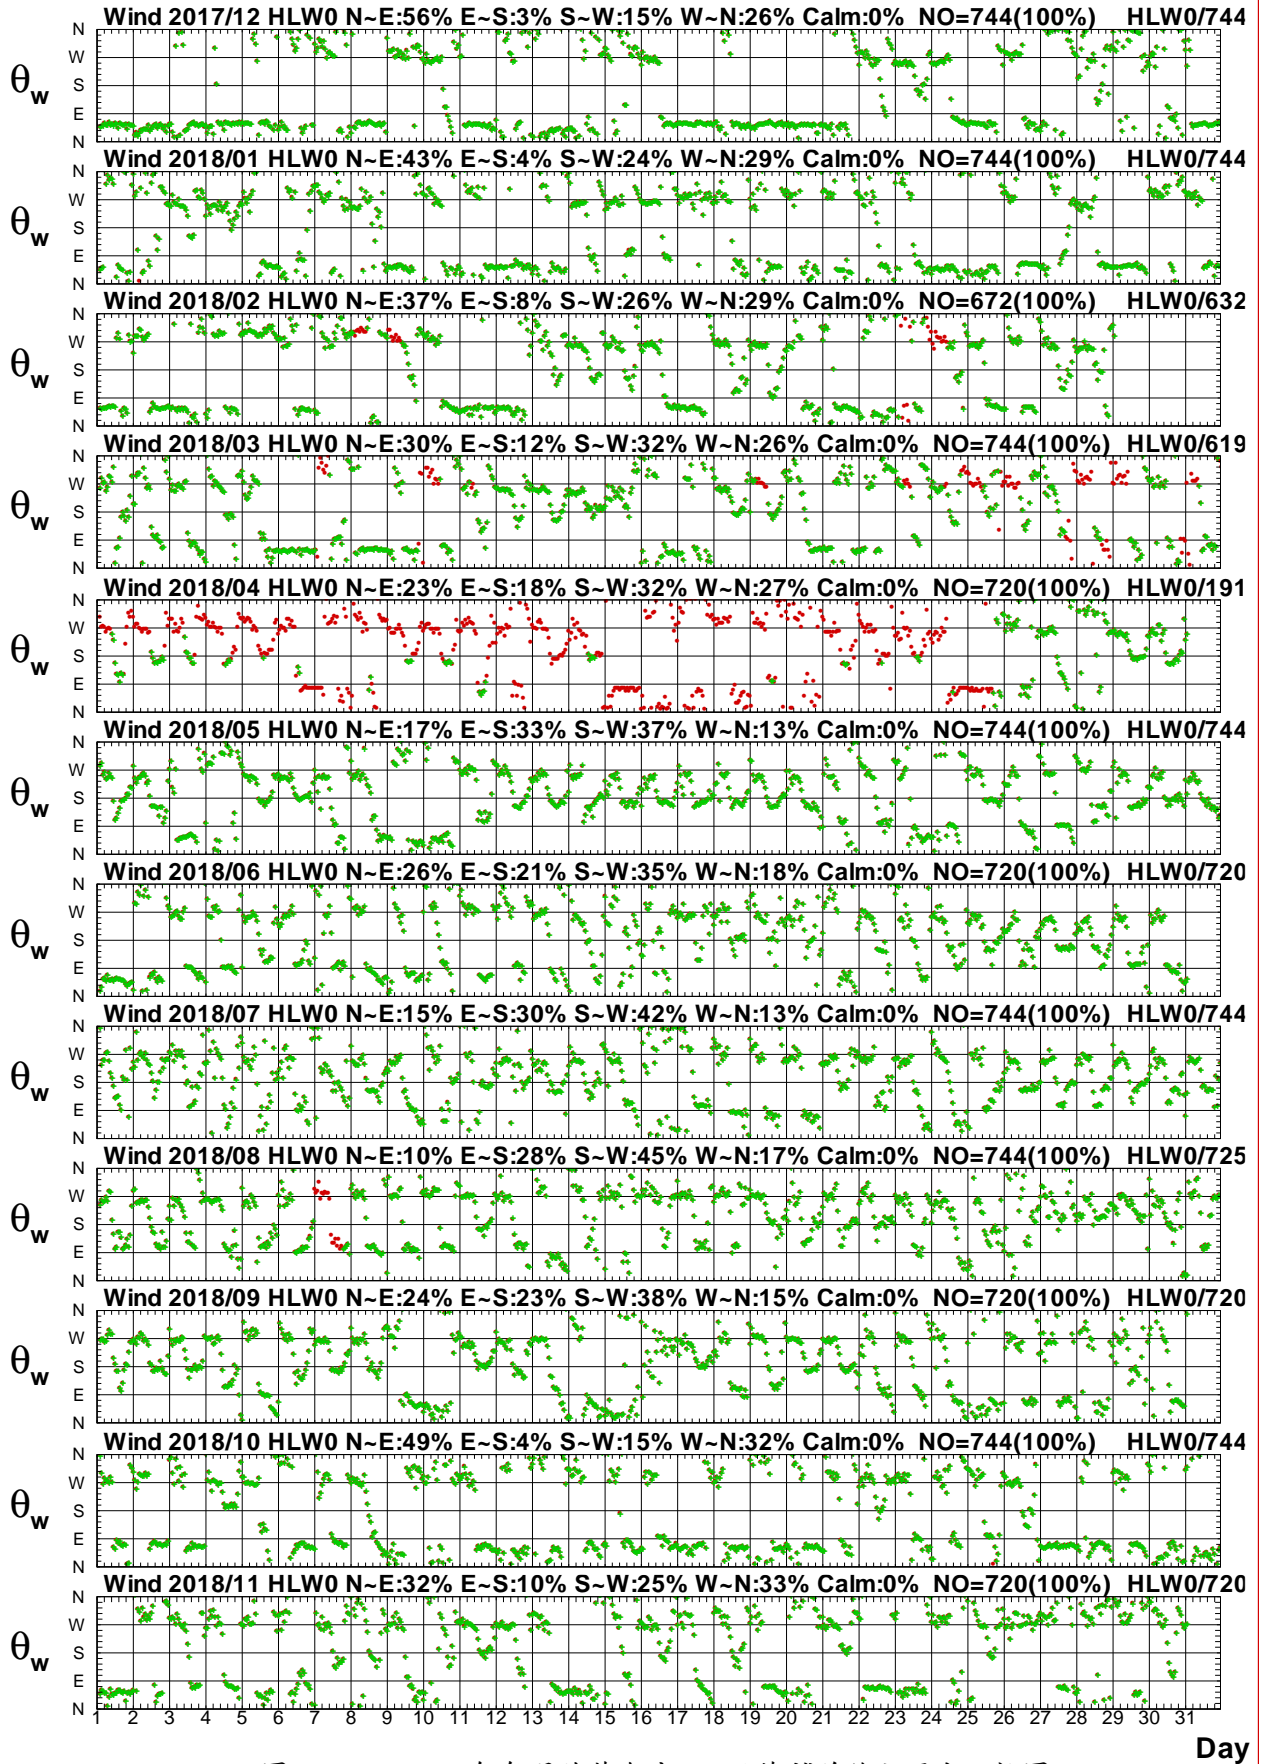 Wind 2017/12 HLW0 N~E:56% E~S:3% S~W:15% W~N:26% Calm:0% NO=744(100%) HLW0/744
N
W
S
E
N
θw
Wind 2018/01 HLW0 N~E:43% E~S:4% S~W:24% W~N:29% Calm:0% NO=744(100%) HLW0/744
N
W
S
E
N
θw
Wind 2018/02 HLW0 N~E:37% E~S:8% S~W:26% W~N:29% Calm:0% NO=672(100%) HLW0/632
N
W
S
E
N
θw
Wind 2018/03 HLW0 N~E:30% E~S:12% S~W:32% W~N:26% Calm:0% NO=744(100%) HLW0/619
N
W
S
E
N
θw
Wind 2018/04 HLW0 N~E:23% E~S:18% S~W:32% W~N:27% Calm:0% NO=720(100%) HLW0/191
N
W
S
E
N
θw
Wind 2018/05 HLW0 N~E:17% E~S:33% S~W:37% W~N:13% Calm:0% NO=744(100%) HLW0/744
N
W
S
E
N
θw
Wind 2018/06 HLW0 N~E:26% E~S:21% S~W:35% W~N:18% Calm:0% NO=720(100%) HLW0/720
N
W
S
E
N
θw
Wind 2018/07 HLW0 N~E:15% E~S:30% S~W:42% W~N:13% Calm:0% NO=744(100%) HLW0/744
N
W
S
E
N
θw
Wind 2018/08 HLW0 N~E:10% E~S:28% S~W:45% W~N:17% Calm:0% NO=744(100%) HLW0/725
N
W
S
E
N
θw
Wind 2018/09 HLW0 N~E:24% E~S:23% S~W:38% W~N:15% Calm:0% NO=720(100%) HLW0/720
N
W
S
E
N
θw
Wind 2018/10 HLW0 N~E:49% E~S:4% S~W:15% W~N:32% Calm:0% NO=744(100%) HLW0/744
N
W
S
E
N
θw
Wind 2018/11 HLW0 N~E:32% E~S:10% S~W:25% W~N:33% Calm:0% NO=720(100%) HLW0/720
N
W
S
E
N
θw
1 2 3 4 5 6 7 8 9 10 11 12 13 14 15 16 17 18 19 20 21 22 23 24 25 26 27 28 29 30 31
Day